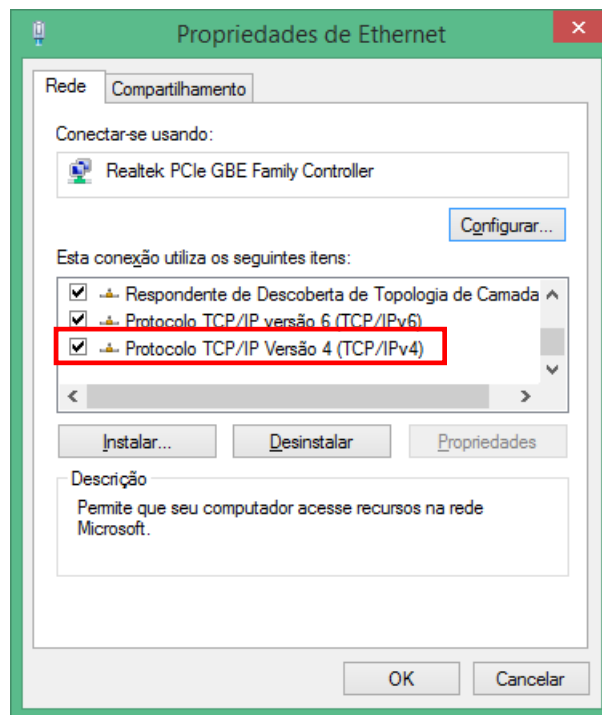 Propriedades de Ethernet
Rede
Compartilhamento
Conectar-se usando:
Realtek PCIe GBE Family Controller
Configurar...
Esta conexão utiliza os seguintes itens:
Respondente de Descoberta de Topologia de Camada
Protocolo TCP/IP versão 6 (TCP/IPv6)
Protocolo TCP/IP Versão 4 (TCP/IPv4)
Instalar...
Desinstalar
Propriedades
Descrição
Permite que seu computador acesse recursos na rede
Microsoft.
OK
Cancelar